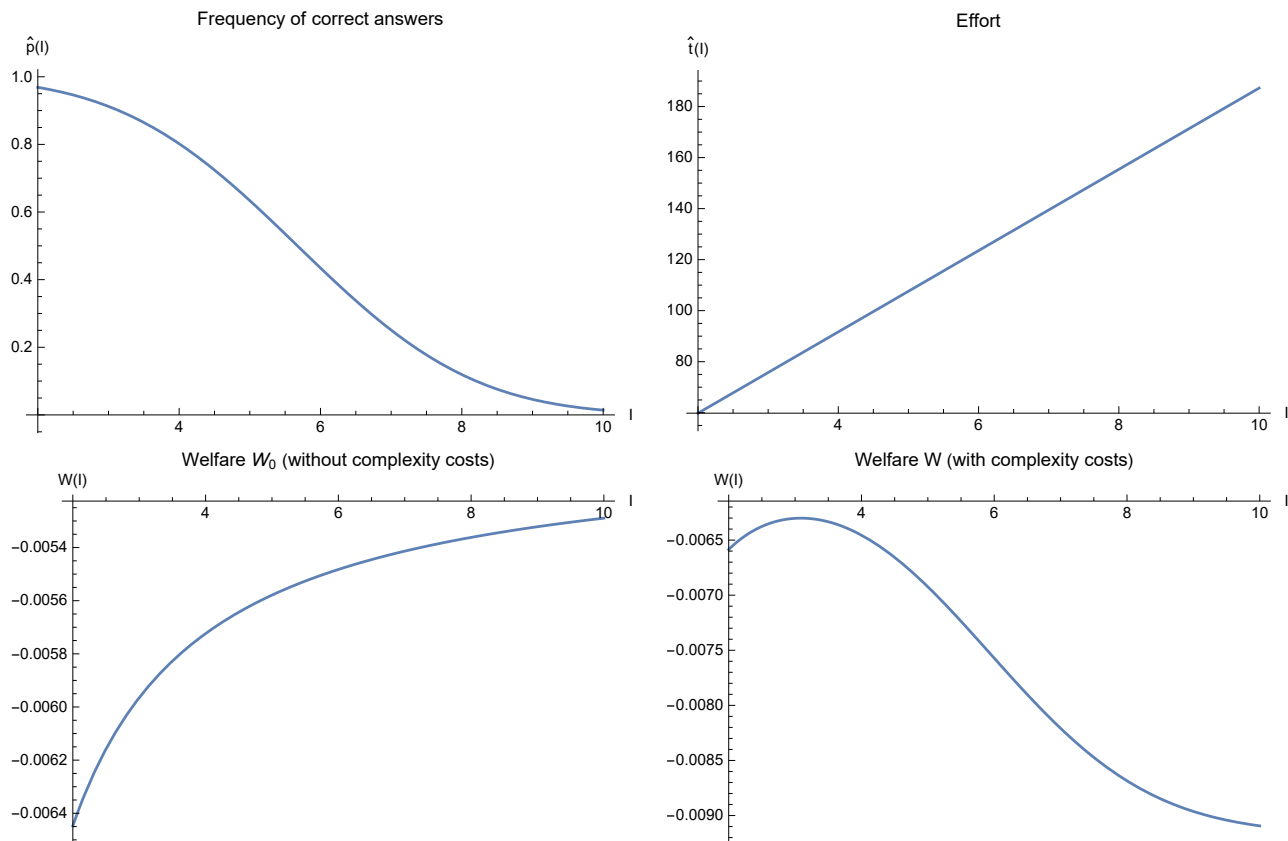 Frequency of correct answers
p̂(I)
1.0
0.8
0.6
0.4
0.2
4 6 8 10 I
Effort
t̂(I)
180
160
140
120
100
80
4 6 8 10 I
Welfare W₀ (without complexity costs)
W(I)
4 6 8 10 I
−0.0054
−0.0056
−0.0058
−0.0060
−0.0062
−0.0064
Welfare W (with complexity costs)
W(I)
4 6 8 10 I
−0.0065
−0.0070
−0.0075
−0.0080
−0.0085
−0.0090